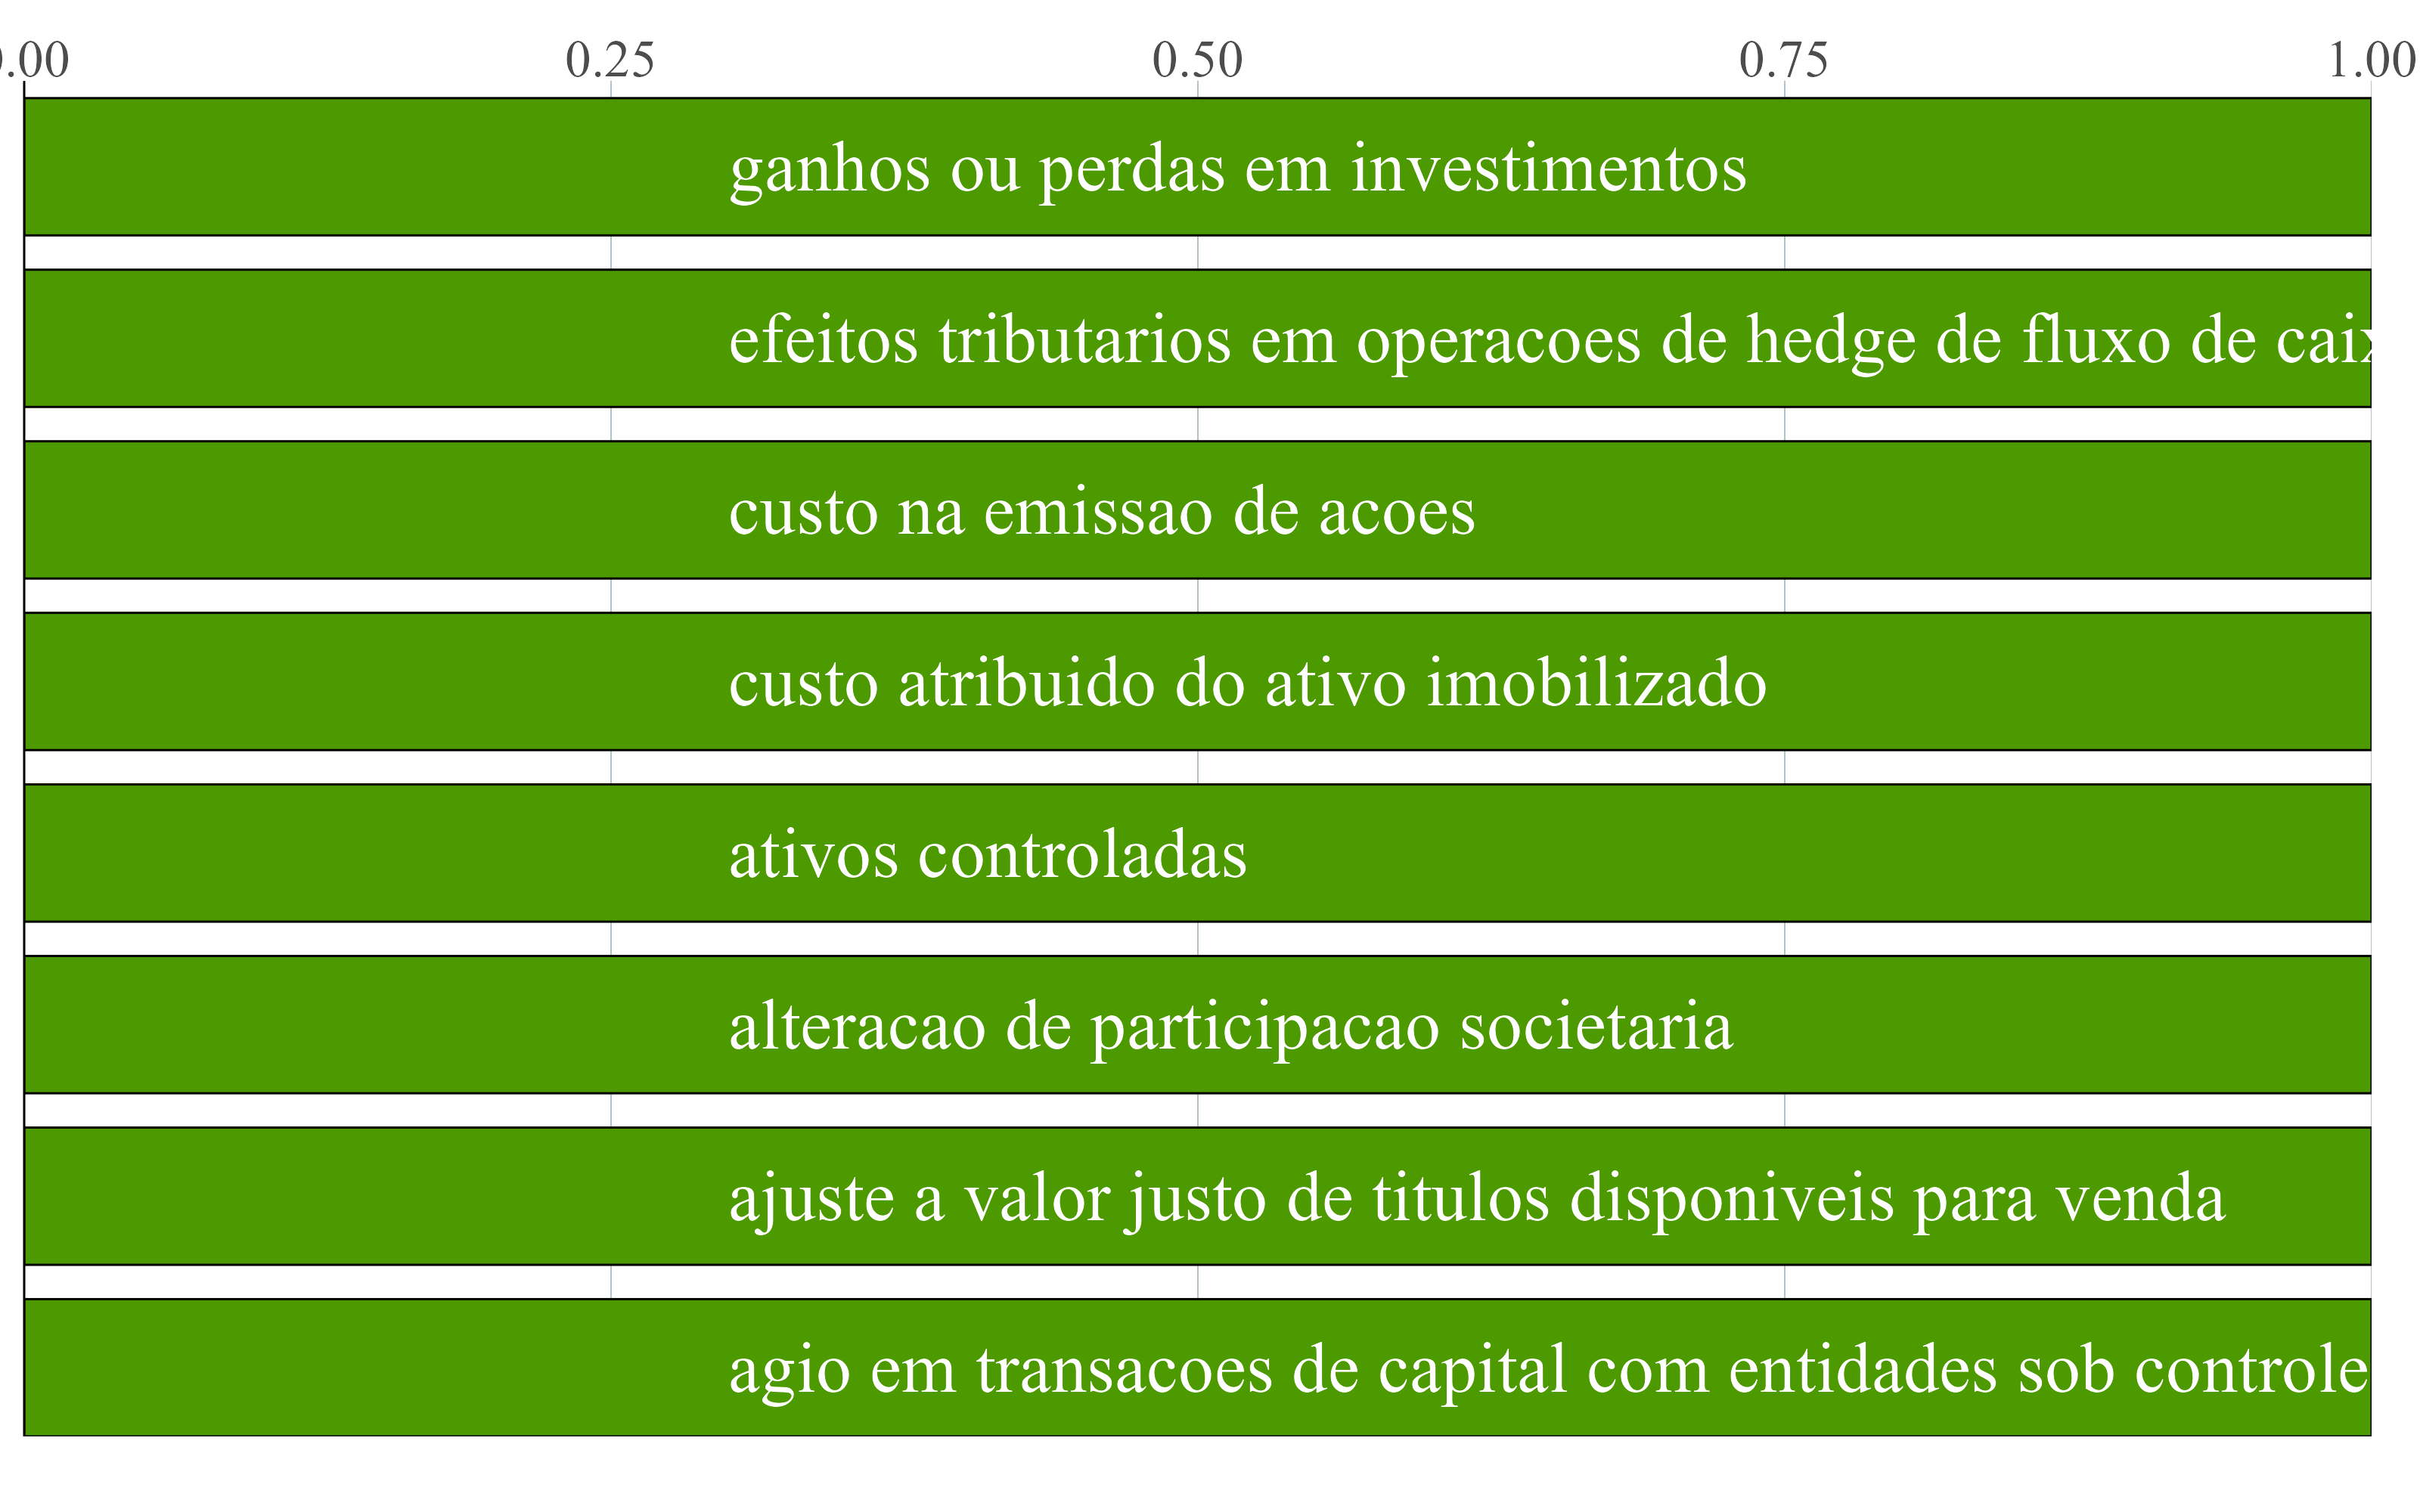 0.00 0.25 0.50 0.75 1.00
ganhos ou perdas em investimentos
efeitos tributarios em operacoes de hedge de fluxo de caix
custo na emissao de acoes
custo atribuido do ativo imobilizado
ativos controladas
alteracao de participacao societaria
ajuste a valor justo de titulos disponiveis para venda
agio em transacoes de capital com entidades sob controle